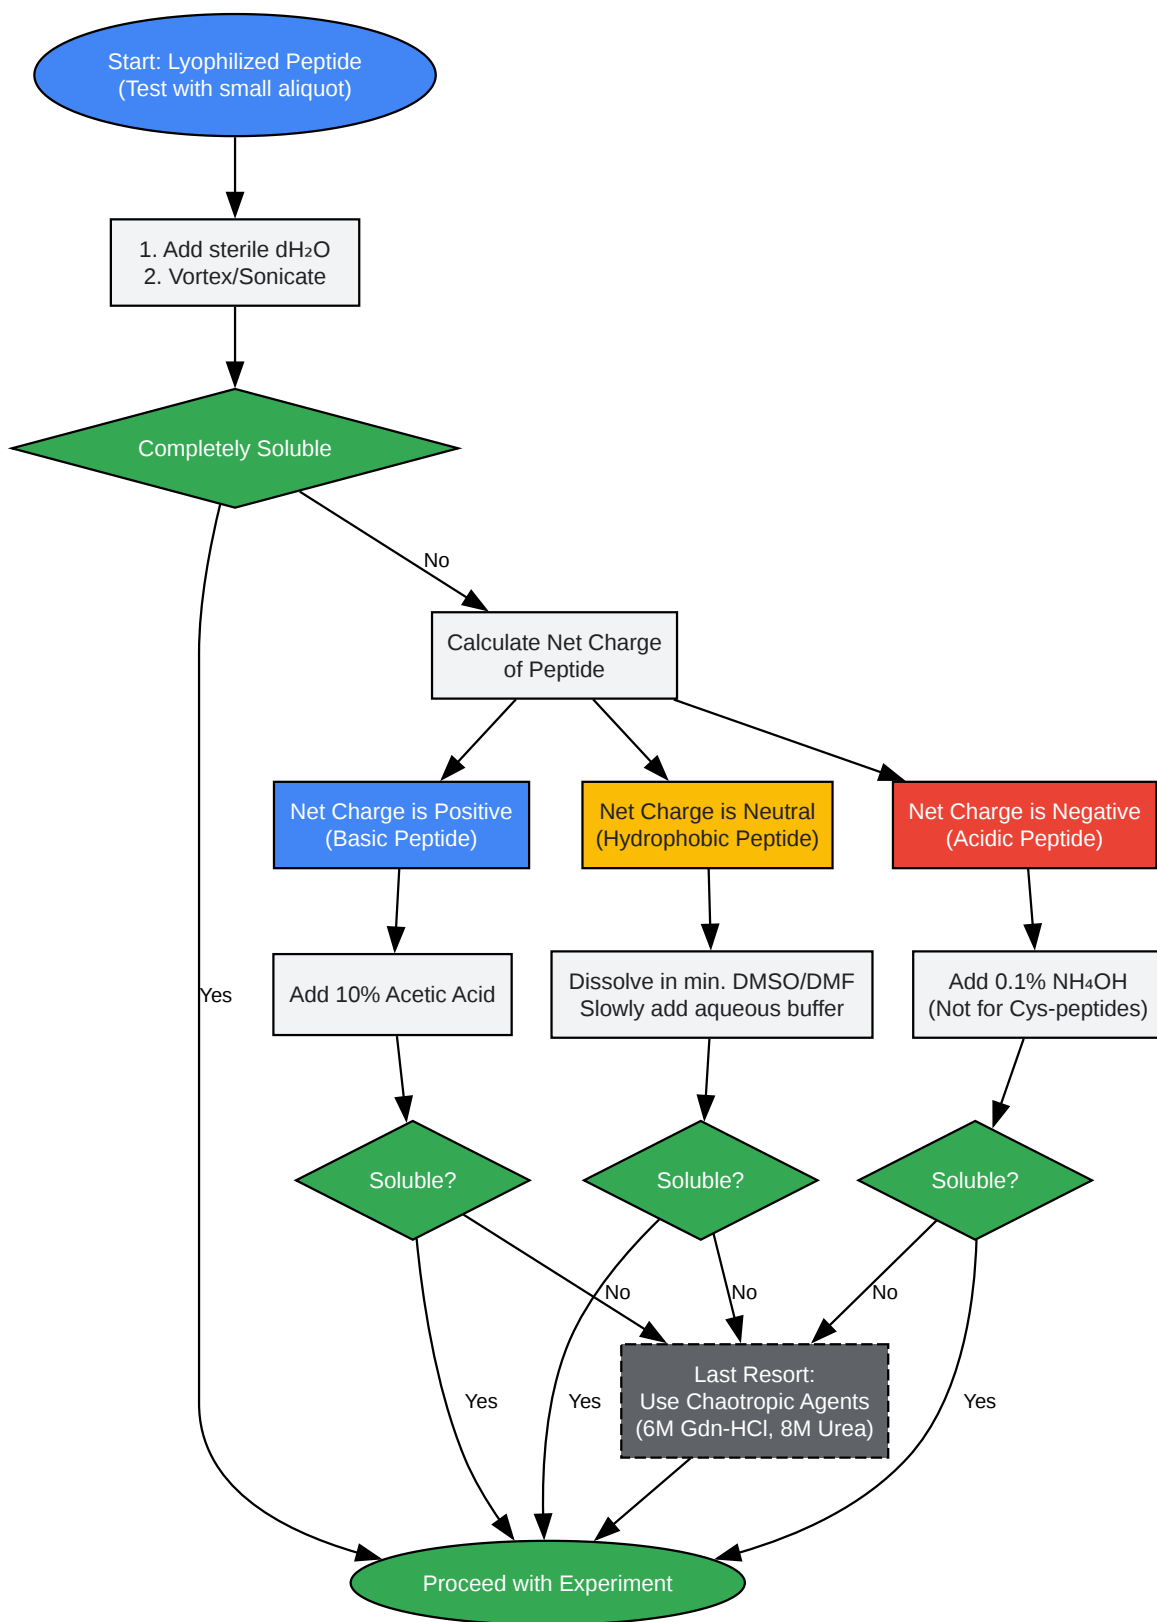 Start: Lyophilized Peptide
(Test with small aliquot)
1. Add sterile dH₂O
2. Vortex/Sonicate
Completely Soluble
No
Calculate Net Charge
of Peptide
Net Charge is Positive
(Basic Peptide)
Net Charge is Neutral
(Hydrophobic Peptide)
Net Charge is Negative
(Acidic Peptide)
Yes
Add 10% Acetic Acid
Dissolve in min. DMSO/DMF
Slowly add aqueous buffer
Add 0.1% NH₄OH
(Not for Cys-peptides)
Soluble?
Soluble?
Soluble?
No
No
No
Last Resort:
Use Chaotropic Agents
(6M Gdn-HCl, 8M Urea)
Yes
Yes
Yes
Proceed with Experiment